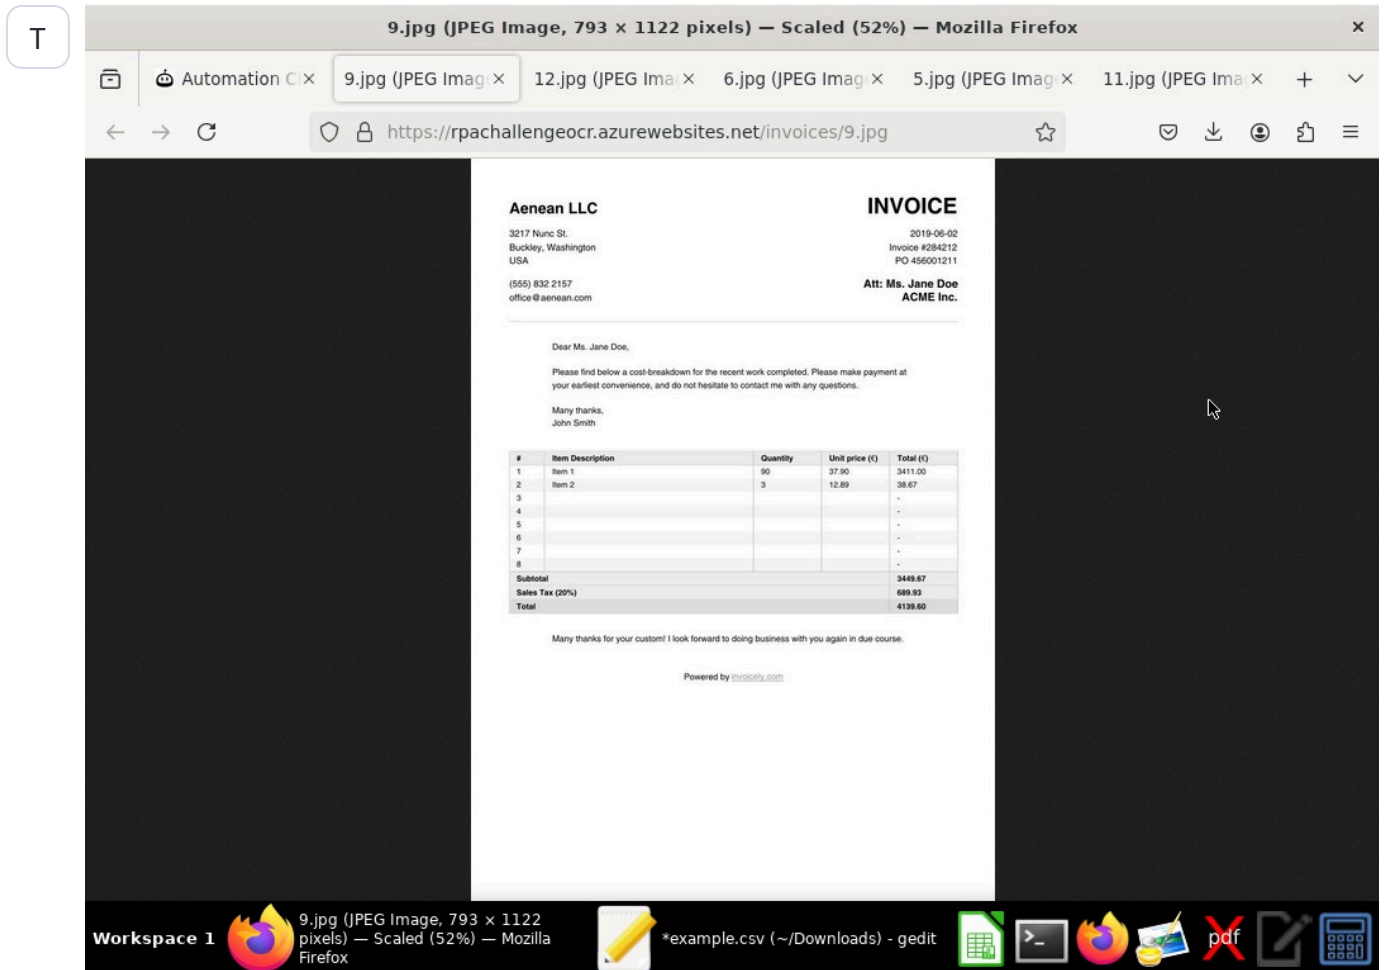 T
9.jpg (JPEG Image, 793 × 1122 pixels) — Scaled (52%) — Mozilla Firefox
Automation C
9.jpg (JPEG Imag
12.jpg (JPEG Ima
6.jpg (JPEG Imag
5.jpg (JPEG Imag
11.jpg (JPEG Ima
https://rpachallengeocr.azurewebsites.net/invoices/9.jpg
Aenean LLC
INVOICE
3217 Nunc St.
2019-06-02
Buckley, Washington
Invoice #284212
USA
PO 456001211
(555) 832 2157
Att: Ms. Jane Doe
office@aenean.com
ACME Inc.
Dear Ms. Jane Doe,
Please find below a cost-breakdown for the recent work completed. Please make payment at
your earliest convenience, and do not hesitate to contact me with any questions.
Many thanks,
John Smith
# Item Description Quantity Unit price (€) Total (€)
1 Item 1 90 37.90 3411.00
2 Item 2 3 12.89 38.67
3 -
4 -
5 -
6 -
7 -
8 -
Subtotal 3449.67
Sales Tax (20%) 689.93
Total 4139.60
Many thanks for your custom! I look forward to doing business with you again in due course.
Powered by invoicely.com
Workspace 1
9.jpg (JPEG Image, 793 × 1122
pixels) — Scaled (52%) — Mozilla
Firefox
*example.csv (~/Downloads) - gedit
>_
pdf